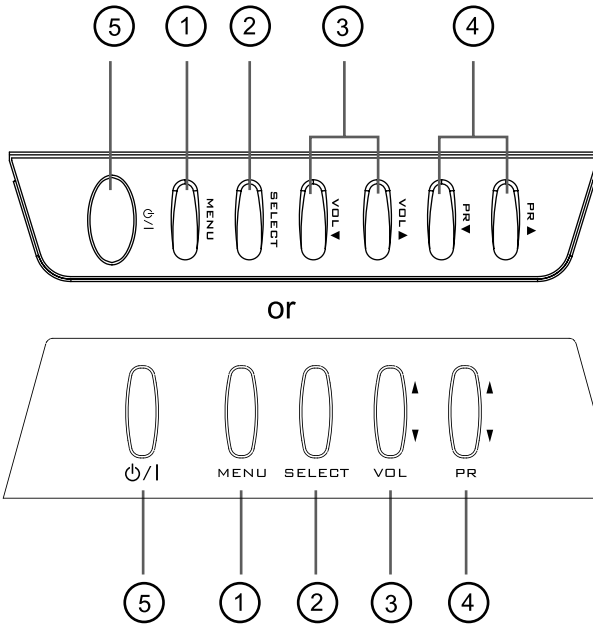 5 1 2 3 4
⏻/I MENU SELECT VOL▼ VOL▲ PR▼ PR▲
or
⏻/I MENU SELECT VOL ▲▼ PR ▲▼
5 1 2 3 4